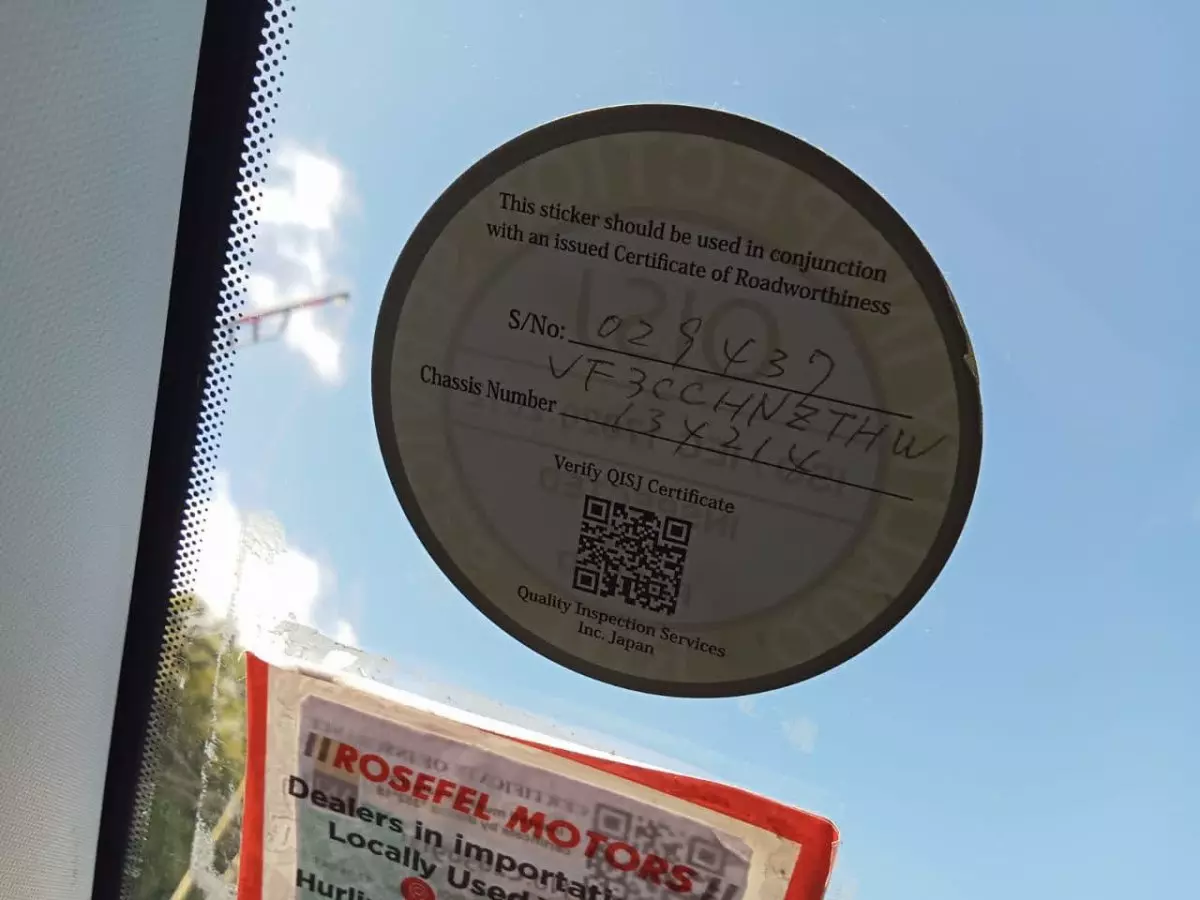 This sticker should be used in conjunction
with an issued Certificate of Roadworthiness
S/No: 029437
VF3CCHNZTHW
Chassis Number 134214
Verify QISJ Certificate
Quality Inspection Services
Inc. Japan
ROSEFEL MOTORS
Dealers in importati
Locally Used
Hurli